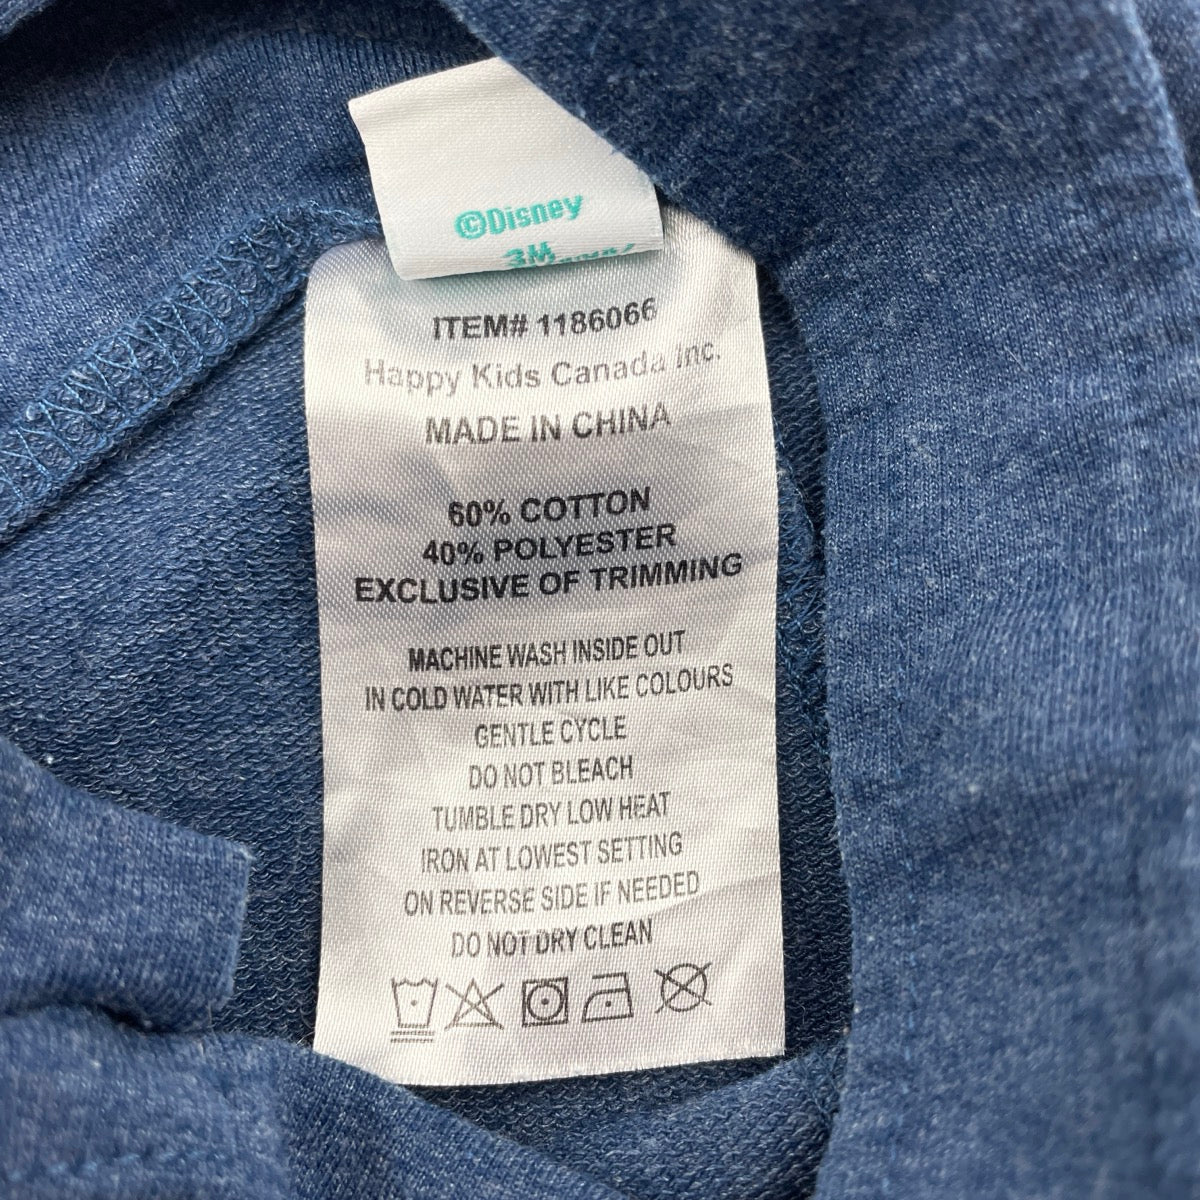 ©Disney
3M
ITEM# 1186066
Happy Kids Canada Inc.
MADE IN CHINA
60% COTTON
40% POLYESTER
EXCLUSIVE OF TRIMMING
MACHINE WASH INSIDE OUT
IN COLD WATER WITH LIKE COLOURS
GENTLE CYCLE
DO NOT BLEACH
TUMBLE DRY LOW HEAT
IRON AT LOWEST SETTING
ON REVERSE SIDE IF NEEDED
DO NOT DRY CLEAN